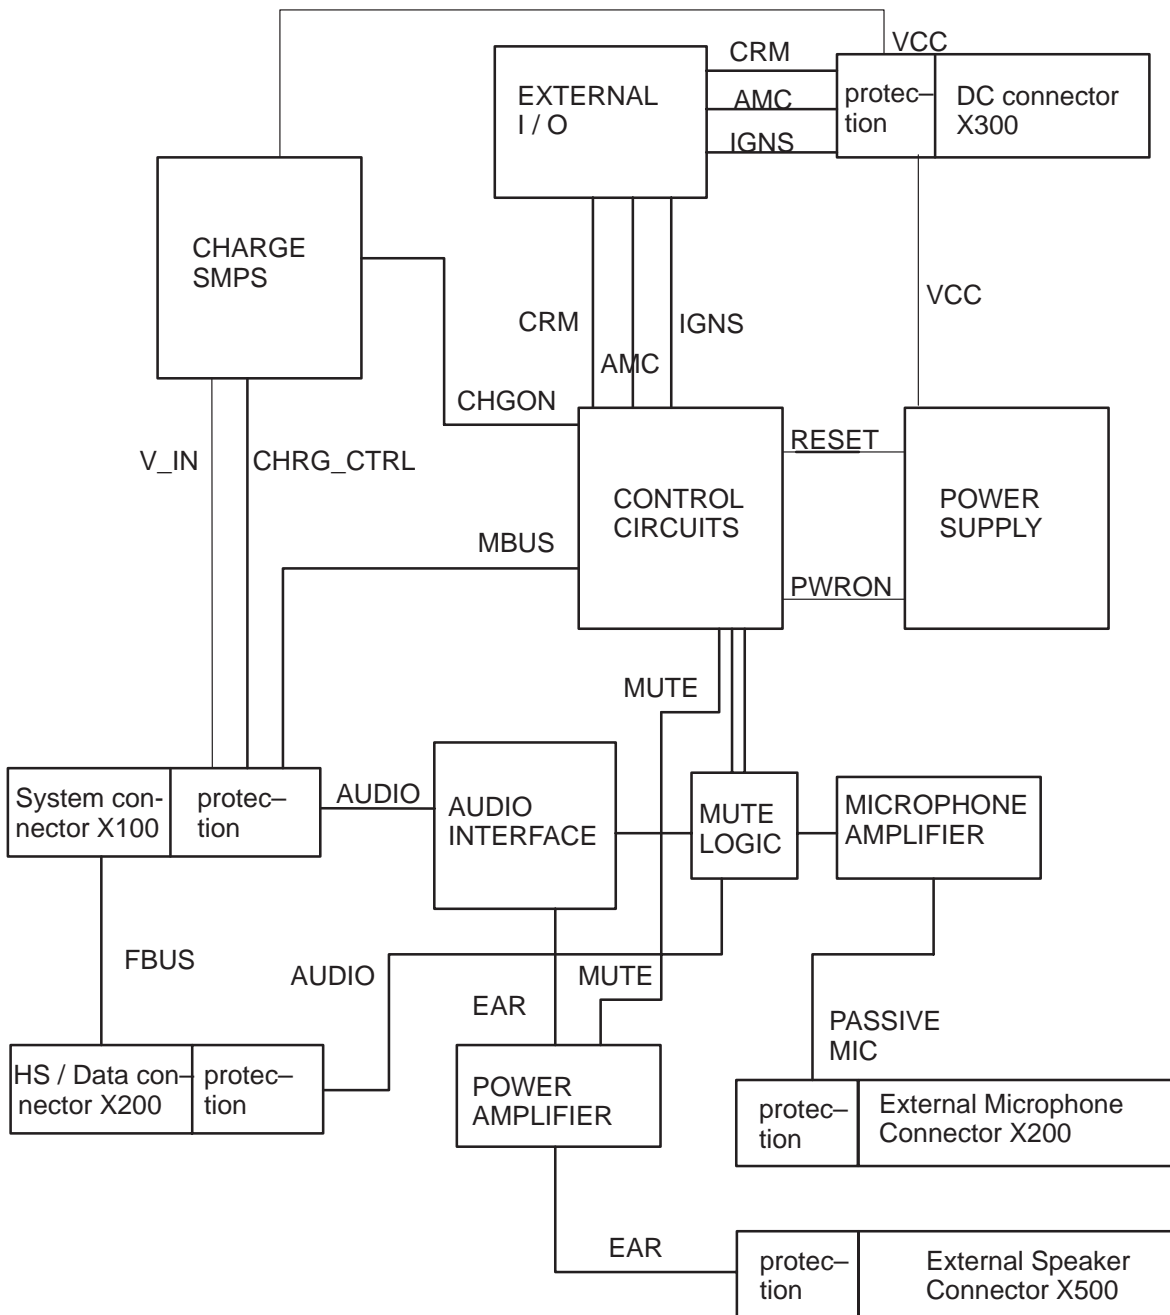 VCC
CRM
EXTERNAL
I / O
AMC
IGNS
protec–
tion
DC connector
X300
CHARGE
SMPS
VCC
CRM
IGNS
AMC
CHGON
RESET
V_IN
CHRG_CTRL
CONTROL
CIRCUITS
POWER
SUPPLY
MBUS
PWRON
MUTE
System con-
nector X100
protec–
tion
AUDIO
AUDIO
INTERFACE
MUTE
LOGIC
MICROPHONE
AMPLIFIER
FBUS
AUDIO
MUTE
EAR
PASSIVE
MIC
HS / Data con–
nector X200
protec–
tion
POWER
AMPLIFIER
protec–
tion
External Microphone
Connector X200
EAR
protec–
tion
External Speaker
Connector X500